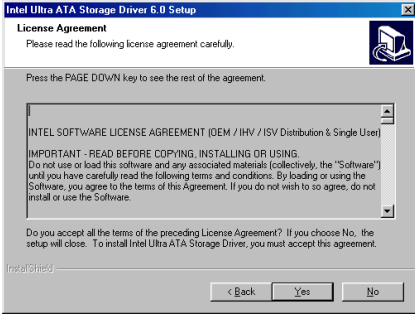 Intel Ultra ATA Storage Driver 6.0 Setup
License Agreement
Please read the following license agreement carefully.
Press the PAGE DOWN key to see the rest of the agreement.
INTEL SOFTWARE LICENSE AGREEMENT (OEM / IHV / ISV Distribution & Single User)
IMPORTANT - READ BEFORE COPYING, INSTALLING OR USING.
Do not use or load this software and any associated materials (collectively, the "Software")
until you have carefully read the following terms and conditions. By loading or using the
Software, you agree to the terms of this Agreement. If you do not wish to so agree, do not
install or use the Software.
Do you accept all the terms of the preceding License Agreement? If you choose No, the
setup will close. To install Intel Ultra ATA Storage Driver, you must accept this agreement.
InstallShield
< Back Yes No